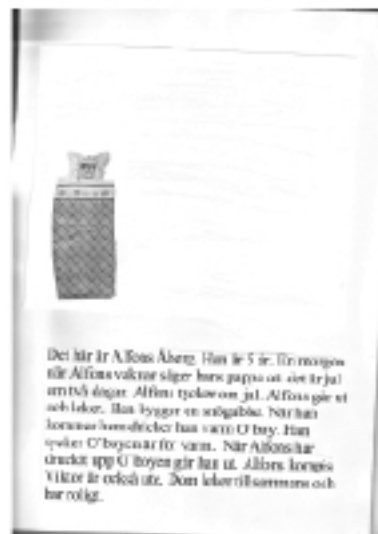 Det här är Alfons Åberg. Han är 5 år. En morgon
när Alfons vaknar säger hans pappa att det är jul
om två dagar. Alfons tycker om jul. Alfons går ut
och leker. Han bygger en snögubbe. När han
kommer hem dricker han varm O'boy. Han
tycker O'boyen är för varm. När Alfons har
druckit upp O'boyen går han ut. Alfons kompis
Viktor är också ute. Dom leker tillsammans och
har roligt.